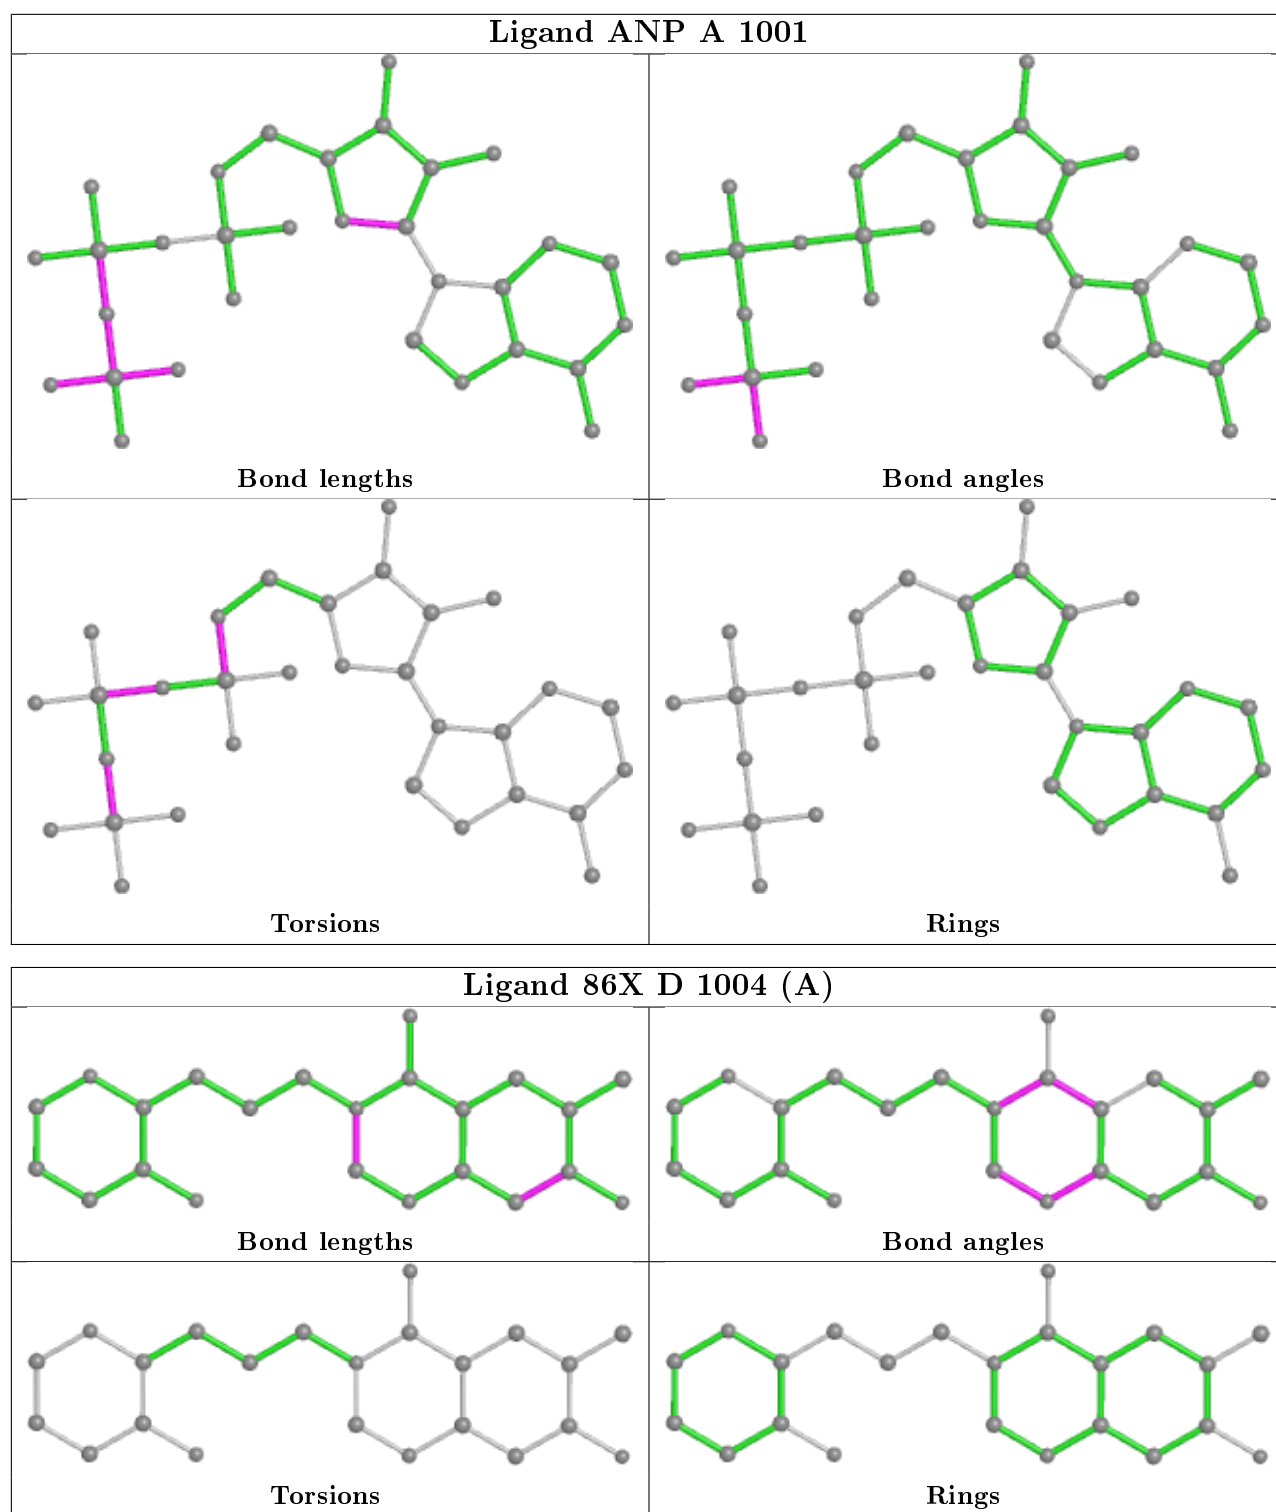 Ligand ANP A 1001
Bond lengths
Bond angles
Torsions
Rings
Ligand 86X D 1004 (A)
Bond lengths
Bond angles
Torsions
Rings